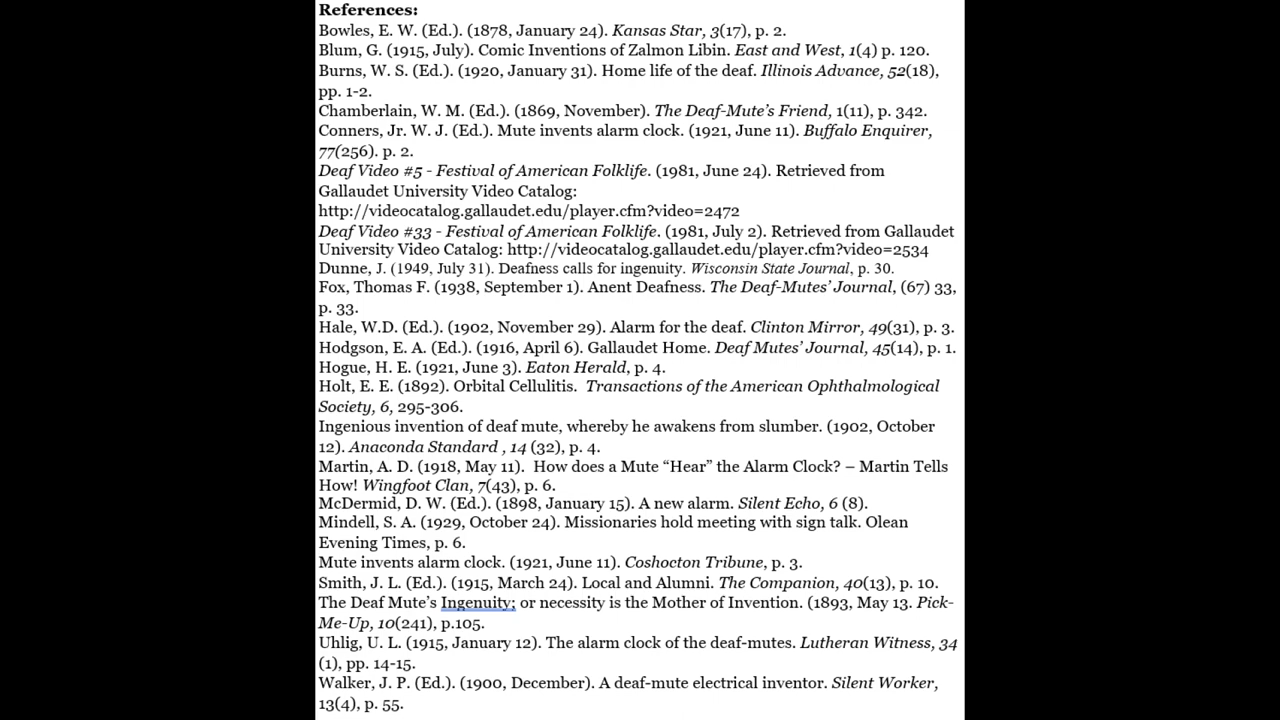 References:
Bowles, E. W. (Ed.). (1878, January 24). Kansas Star, 3(17), p. 2.
Blum, G. (1915, July). Comic Inventions of Zalmon Libin. East and West, 1(4) p. 120.
Burns, W. S. (Ed.). (1920, January 31). Home life of the deaf. Illinois Advance, 52(18),
pp. 1-2.
Chamberlain, W. M. (Ed.). (1869, November). The Deaf-Mute's Friend, 1(11), p. 342.
Conners, Jr. W. J. (Ed.). Mute invents alarm clock. (1921, June 11). Buffalo Enquirer,
77(256). p. 2.
Deaf Video #5 - Festival of American Folklife. (1981, June 24). Retrieved from
Gallaudet University Video Catalog:
http://videocatalog.gallaudet.edu/player.cfm?video=2472
Deaf Video #33 - Festival of American Folklife. (1981, July 2). Retrieved from Gallaudet
University Video Catalog: http://videocatalog.gallaudet.edu/player.cfm?video=2534
Dunne, J. (1949, July 31). Deafness calls for ingenuity. Wisconsin State Journal, p. 30.
Fox, Thomas F. (1938, September 1). Anent Deafness. The Deaf-Mutes' Journal, (67) 33,
p. 33.
Hale, W.D. (Ed.). (1902, November 29). Alarm for the deaf. Clinton Mirror, 49(31), p. 3.
Hodgson, E. A. (Ed.). (1916, April 6). Gallaudet Home. Deaf Mutes' Journal, 45(14), p. 1.
Hogue, H. E. (1921, June 3). Eaton Herald, p. 4.
Holt, E. E. (1892). Orbital Cellulitis.  Transactions of the American Ophthalmological
Society, 6, 295-306.
Ingenious invention of deaf mute, whereby he awakens from slumber. (1902, October
12). Anaconda Standard , 14 (32), p. 4.
Martin, A. D. (1918, May 11).  How does a Mute “Hear” the Alarm Clock? – Martin Tells
How! Wingfoot Clan, 7(43), p. 6.
McDermid, D. W. (Ed.). (1898, January 15). A new alarm. Silent Echo, 6 (8).
Mindell, S. A. (1929, October 24). Missionaries hold meeting with sign talk. Olean
Evening Times, p. 6.
Mute invents alarm clock. (1921, June 11). Coshocton Tribune, p. 3.
Smith, J. L. (Ed.). (1915, March 24). Local and Alumni. The Companion, 40(13), p. 10.
The Deaf Mute's Ingenuity; or necessity is the Mother of Invention. (1893, May 13. Pick-
Me-Up, 10(241), p.105.
Uhlig, U. L. (1915, January 12). The alarm clock of the deaf-mutes. Lutheran Witness, 34
(1), pp. 14-15.
Walker, J. P. (Ed.). (1900, December). A deaf-mute electrical inventor. Silent Worker,
13(4), p. 55.